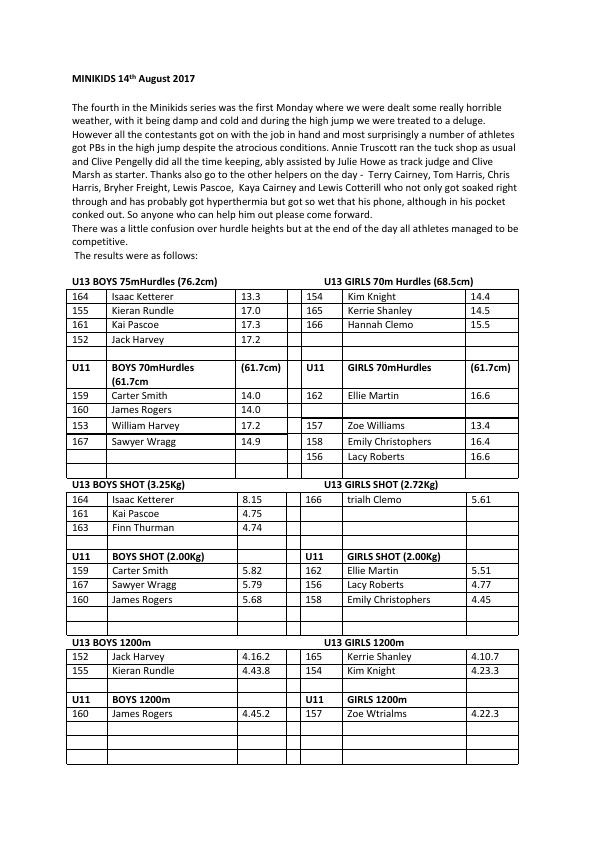 MINIKIDS 14th August 2017
The fourth in the Minikids series was the first Monday where we were dealt some really horrible
weather, with it being damp and cold and during the high jump we were treated to a deluge.
However all the contestants got on with the job in hand and most surprisingly a number of athletes
got PBs in the high jump despite the atrocious conditions. Annie Truscott ran the tuck shop as usual
and Clive Pengelly did all the time keeping, ably assisted by Julie Howe as track judge and Clive
Marsh as starter. Thanks also go to the other helpers on the day - Terry Cairney, Tom Harris, Chris
Harris, Bryher Freight, Lewis Pascoe, Kaya Cairney and Lewis Cotterill who not only got soaked right
through and has probably got hyperthermia but got so wet that his phone, although in his pocket
conked out. So anyone who can help him out please come forward.
There was a little confusion over hurdle heights but at the end of the day all athletes managed to be
competitive.
The results were as follows:
U13 BOYS 75mHurdles (76.2cm) U13 GIRLS 70m Hurdles (68.5cm)
164 Isaac Ketterer 13.3 154 Kim Knight 14.4
155 Kieran Rundle 17.0 165 Kerrie Shanley 14.5
161 Kai Pascoe 17.3 166 Hannah Clemo 15.5
152 Jack Harvey 17.2
U11 BOYS 70mHurdles (61.7cm) U11 GIRLS 70mHurdles (61.7cm)
(61.7cm
159 Carter Smith 14.0 162 Ellie Martin 16.6
160 James Rogers 14.0
153 William Harvey 17.2 157 Zoe Williams 13.4
167 Sawyer Wragg 14.9 158 Emily Christophers 16.4
156 Lacy Roberts 16.6
U13 BOYS SHOT (3.25Kg) U13 GIRLS SHOT (2.72Kg)
164 Isaac Ketterer 8.15 166 trialh Clemo 5.61
161 Kai Pascoe 4.75
163 Finn Thurman 4.74
U11 BOYS SHOT (2.00Kg) U11 GIRLS SHOT (2.00Kg)
159 Carter Smith 5.82 162 Ellie Martin 5.51
167 Sawyer Wragg 5.79 156 Lacy Roberts 4.77
160 James Rogers 5.68 158 Emily Christophers 4.45
U13 BOYS 1200m U13 GIRLS 1200m
152 Jack Harvey 4.16.2 165 Kerrie Shanley 4.10.7
155 Kieran Rundle 4.43.8 154 Kim Knight 4.23.3
U11 BOYS 1200m U11 GIRLS 1200m
160 James Rogers 4.45.2 157 Zoe Wtrialms 4.22.3